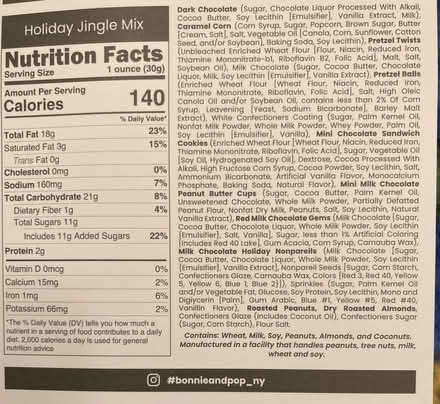 Holiday Jingle Mix
Nutrition Facts
Serving Size 1 ounce (30g)
Amount Per Serving
Calories 140
% Daily Value*
Total Fat 18g 23%
Saturated Fat 3g 15%
Trans Fat 0g
Cholesterol 0mg 0%
Sodium 160mg 7%
Total Carbohydrate 21g 8%
Dietary Fiber 1g 4%
Total Sugars 11g
Includes 11g Added Sugars 22%
Protein 2g
Vitamin D 0mcg 0%
Calcium 15mg 2%
Iron 1mg 6%
Potassium 66mg 2%
*The % Daily Value (DV) tells you how much a
nutrient in a serving of food contributes to a daily
diet. 2,000 calories a day is used for general
nutrition advice
Dark Chocolate (Sugar, Chocolate Liquor Processed With Alkali,
Cocoa Butter, Soy Lecithin [Emulsifier], Vanilla Extract, Milk),
Caramel Corn (Corn Syrup, Sugar, Popcorn, Brown Sugar, Butter
[Cream, Salt], Salt, Vegetable Oil [Canola, Corn, Sunflower, Cotton
Seed, and/or Soybean], Baking Soda, Soy Lecithin), Pretzel Twists
(Unbleached Enriched Wheat Flour [Flour, Niacin, Reduced Iron,
Thiamine Mononitrate, Riboflavin B2, Folic Acid], Malt, Salt,
Soybean Oil), Milk Chocolate (Sugar, Cocoa Butter, Chocolate
Liquor, Milk, Soy Lecithin [Emulsifier], Vanilla Extract), Pretzel Balls
(Enriched Wheat Flour [Wheat Flour, Niacin, Reduced Iron,
Thiamine Mononitrate, Riboflavin, Folic Acid], Salt, High Oleic
Canola Oil and/or Soybean Oil, contains less than 2% Of Corn
Syrup, Leavening [Yeast, Sodium Bicarbonate], Barley Malt
Extract), White Confectioners Coating (Sugar, Palm Kernel Oil,
Nonfat Milk Powder, Whole Milk Powder, Whey Powder, Palm Oil,
Soy Lecithin [Emulsifier], Vanilla), Mini Chocolate Sandwich
Cookies (Enriched Wheat Flour [Wheat Flour, Niacin, Reduced Iron,
Thiamine Mononitrate, Riboflavin, Folic Acid], Sugar, Vegetable Oil
[Soy Oil, Hydrogenated Soy Oil], Dextrose, Cocoa Processed With
Alkali, High Fructose Corn Syrup, Cocoa Powder, Soy Lecithin, Salt,
Ammonium Bicarbonate, Artificial Vanilla Flavor, Monocalcium
Phosphate, Baking Soda, Natural Flavor), Mini Milk Chocolate
Peanut Butter Cups (Sugar, Cocoa Butter, Palm Kernel Oil,
Unsweetened Chocolate, Whole Milk Powder, Partially Defatted
Peanut Flour, Nonfat Dry Milk, Peanuts, Salt, Soy Lecithin, Natural
Vanilla Extract), Red Milk Chocolate Gems (Milk Chocolate [Sugar,
Cocoa Butter, Chocolate Liquor, Whole Milk Powder, Soy Lecithin
[Emulsifier], Salt, Vanilla], Sugar, less than 1% Artificial Coloring
(includes Red 40 Lake), Gum Acacia, Corn Syrup, Carnauba Wax),
Milk Chocolate Holiday Nonpareils (Milk Chocolate [Sugar,
Cocoa Butter, Chocolate Liquor, Whole Milk Powder, Soy Lecithin
[Emulsifier], Vanilla Extract], Nonpareil Seeds [Sugar, Corn Starch,
Confectioners Glaze, Carnauba Wax, Colors [Red 3, Red 40, Yellow
5, Yellow 6, Blue 1, Blue 2]]), Sprinkles (Sugar, Palm Kernel Oil
and/or Vegetable Fat, Glucose, Soy Protein, Soy Lecithin, Mono and
Diglycerin [Palm], Gum Arabic, Blue #1, Yellow #5, Red #40,
Vanillin Flavor), Roasted Peanuts, Dry Roasted Almonds,
Confectioners Glaze (includes Coconut Oil), Confectioners Sugar
(Sugar, Corn Starch), Flour Salt.
Contains: Wheat, Milk, Soy, Peanuts, Almonds, and Coconuts.
Manufactured in a facility that handles peanuts, tree nuts, milk,
wheat and soy.
#bonnieandpop_ny